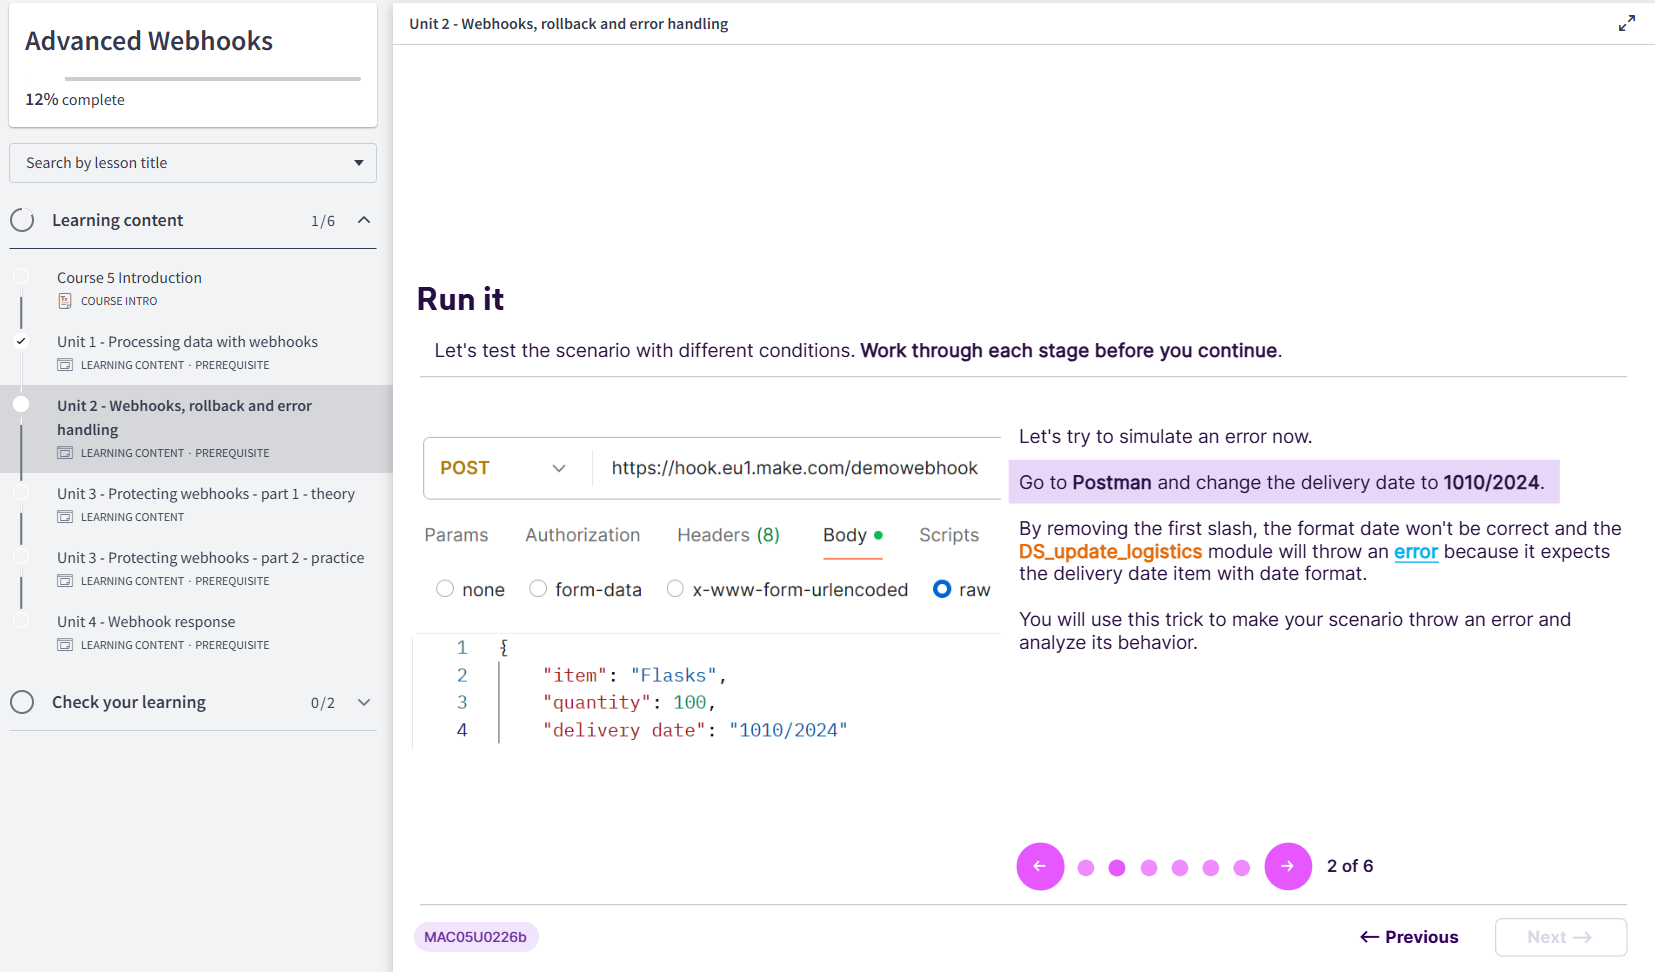 Advanced Webhooks
12% complete
Search by lesson title
Learning content 1/6
Course 5 Introduction
COURSE INTRO
Unit 1 - Processing data with webhooks
LEARNING CONTENT · PREREQUISITE
Unit 2 - Webhooks, rollback and error
handling
LEARNING CONTENT · PREREQUISITE
Unit 3 - Protecting webhooks - part 1 - theory
LEARNING CONTENT
Unit 3 - Protecting webhooks - part 2 - practice
LEARNING CONTENT · PREREQUISITE
Unit 4 - Webhook response
LEARNING CONTENT · PREREQUISITE
Check your learning 0/2
Unit 2 - Webhooks, rollback and error handling
Run it
Let's test the scenario with different conditions. Work through each stage before you continue.
POST https://hook.eu1.make.com/demowebhook
Params Authorization Headers (8) Body Scripts
none form-data x-www-form-urlencoded raw
1 {
2 "item": "Flasks",
3 "quantity": 100,
4 "delivery date": "1010/2024"
Let's try to simulate an error now.
Go to Postman and change the delivery date to 1010/2024.
By removing the first slash, the format date won't be correct and the
DS_update_logistics module will throw an error because it expects
the delivery date item with date format.
You will use this trick to make your scenario throw an error and
analyze its behavior.
← → 2 of 6
MAC05U0226b
← Previous Next →